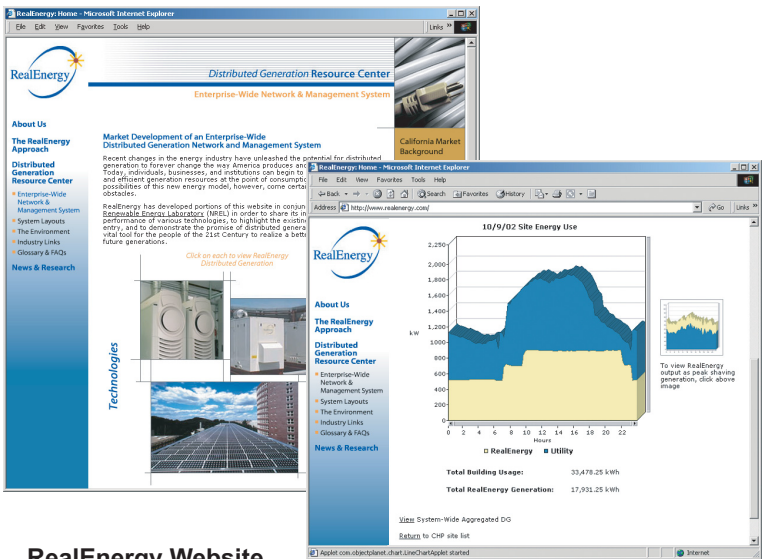 RealEnergy: Home - Microsoft Internet Explorer
File Edit View Favorites Tools Help
Links »
RealEnergy
Distributed Generation Resource Center
Enterprise-Wide Network & Management System
About Us
The RealEnergy
Approach
Distributed
Generation
Resource Center
Enterprise-Wide
Network &
Management System
System Layouts
The Environment
Industry Links
Glossary & FAQs
News & Research
California Market
Background
Market Development of an Enterprise-Wide
Distributed Generation Network and Management System
Recent changes in the energy industry have unleashed the potential for distributed
generation to forever change the way America produces and
Today, individuals, businesses, and institutions can begin to
and efficient generation resources at the point of consumptio
possibilities of this new energy model, however, come certai
obstacles.
RealEnergy has developed portions of this website in conjun
Renewable Energy Laboratory (NREL) in order to share its in
performance of various technologies, to highlight the existin
entry, and to demonstrate the promise of distributed genera
vital tool for the people of the 21st Century to realize a bett
future generations.
Click on each to view RealEnergy
Distributed Generation
Technologies
RealEnergy: Home - Microsoft Internet Explorer
File Edit View Favorites Tools Help
Back Search Favorites History
Address http://www.realenergy.com/
Go Links »
RealEnergy
About Us
The RealEnergy
Approach
Distributed
Generation
Resource Center
Enterprise-Wide
Network &
Management System
System Layouts
The Environment
Industry Links
Glossary & FAQs
News & Research
10/9/02 Site Energy Use
2,250
2,000
1,800
1,600
1,400
1,200
1,000
800
600
400
200
0
kW
0 2 4 6 8 10 12 14 16 18 20 22
Hours
RealEnergy Utility
To view RealEnergy
output as peak shaving
generation, click above
image
Total Building Usage: 33,478.25 kWh
Total RealEnergy Generation: 17,931.25 kWh
View System-Wide Aggregated DG
Return to CHP site list
Applet com.objectplanet.chart.LineChartApplet started
Internet
RealEnergy Website